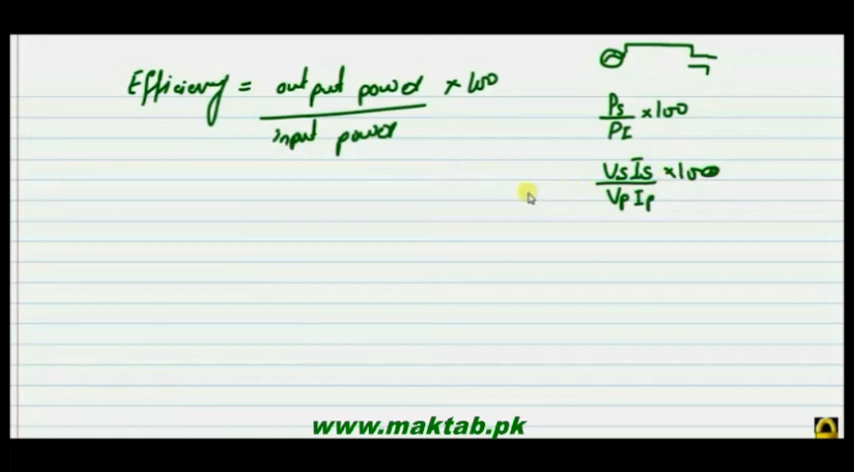 Efficiency = output power × 100
input power
Ps × 100
PI
VsIs × 100
VpIp
www.maktab.pk